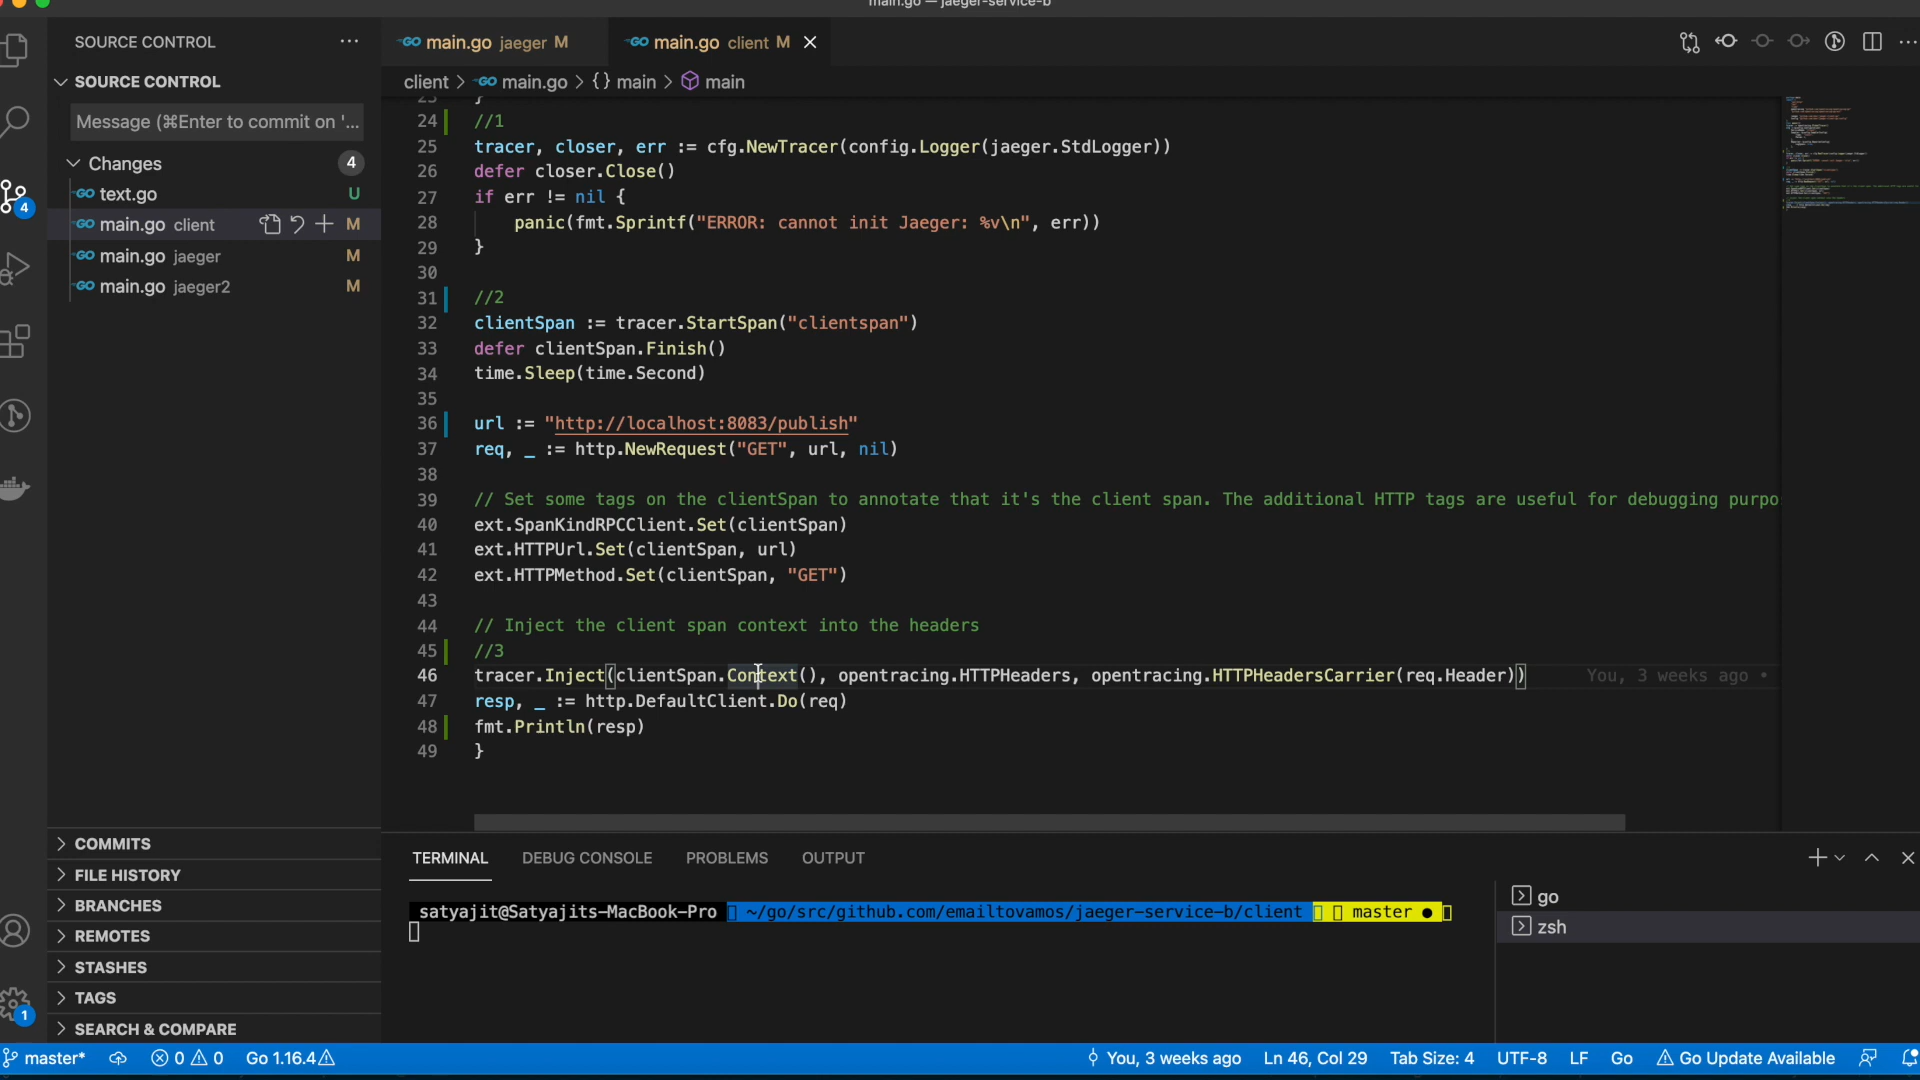 main.go — jaeger-service-b
SOURCE CONTROL
main.go jaeger M
main.go client M
SOURCE CONTROL
client > main.go > {} main > main
Message (⌘Enter to commit on '...
Changes 4
text.go U
main.go client M
main.go jaeger M
main.go jaeger2 M
4
23 }
24 //1
25 tracer, closer, err := cfg.NewTracer(config.Logger(jaeger.StdLogger))
26 defer closer.Close()
27 if err != nil {
28 panic(fmt.Sprintf("ERROR: cannot init Jaeger: %v\n", err))
29 }
30
31 //2
32 clientSpan := tracer.StartSpan("clientspan")
33 defer clientSpan.Finish()
34 time.Sleep(time.Second)
35
36 url := "http://localhost:8083/publish"
37 req, _ := http.NewRequest("GET", url, nil)
38
39 // Set some tags on the clientSpan to annotate that it's the client span. The additional HTTP tags are useful for debugging purpo
40 ext.SpanKindRPCClient.Set(clientSpan)
41 ext.HTTPUrl.Set(clientSpan, url)
42 ext.HTTPMethod.Set(clientSpan, "GET")
43
44 // Inject the client span context into the headers
45 //3
46 tracer.Inject(clientSpan.Context(), opentracing.HTTPHeaders, opentracing.HTTPHeadersCarrier(req.Header)) You, 3 weeks ago •
47 resp, _ := http.DefaultClient.Do(req)
48 fmt.Println(resp)
49 }
COMMITS
FILE HISTORY
BRANCHES
REMOTES
STASHES
TAGS
SEARCH & COMPARE
1
TERMINAL DEBUG CONSOLE PROBLEMS OUTPUT
satyajit@Satyajits-MacBook-Pro ~/go/src/github.com/emailtovamos/jaeger-service-b/client master ●
go
zsh
master* 0 0 Go 1.16.4 You, 3 weeks ago Ln 46, Col 29 Tab Size: 4 UTF-8 LF Go Go Update Available